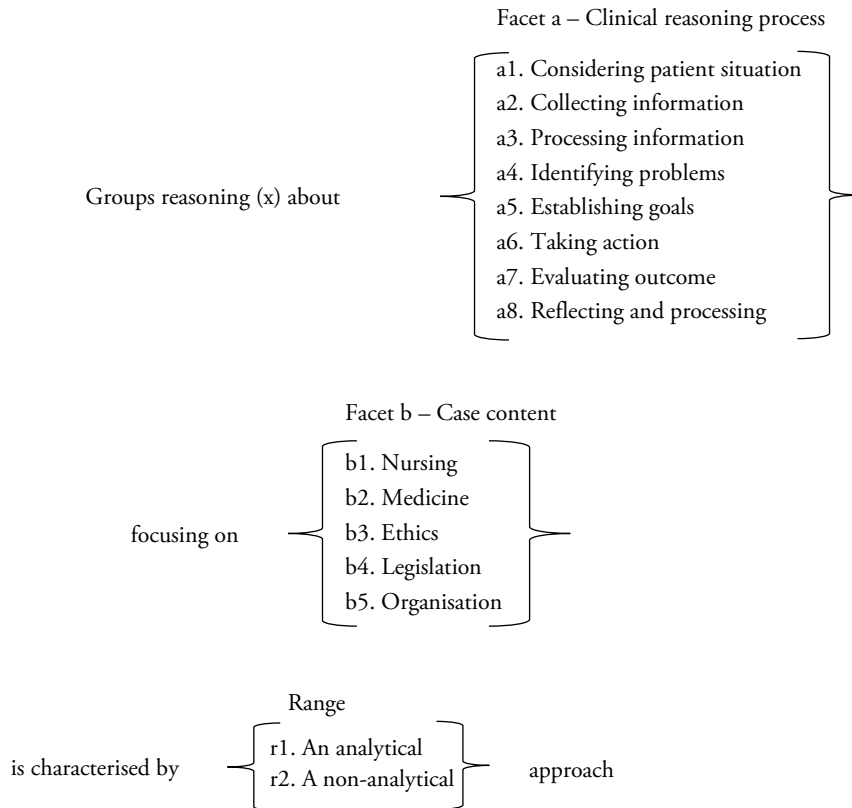 Facet a – Clinical reasoning process
a1. Considering patient situation
a2. Collecting information
a3. Processing information
a4. Identifying problems
Groups reasoning (x) about
a5. Establishing goals
a6. Taking action
a7. Evaluating outcome
a8. Reflecting and processing
Facet b – Case content
b1. Nursing
b2. Medicine
focusing on
b3. Ethics
b4. Legislation
b5. Organisation
Range
is characterised by
r1. An analytical
r2. A non-analytical
approach